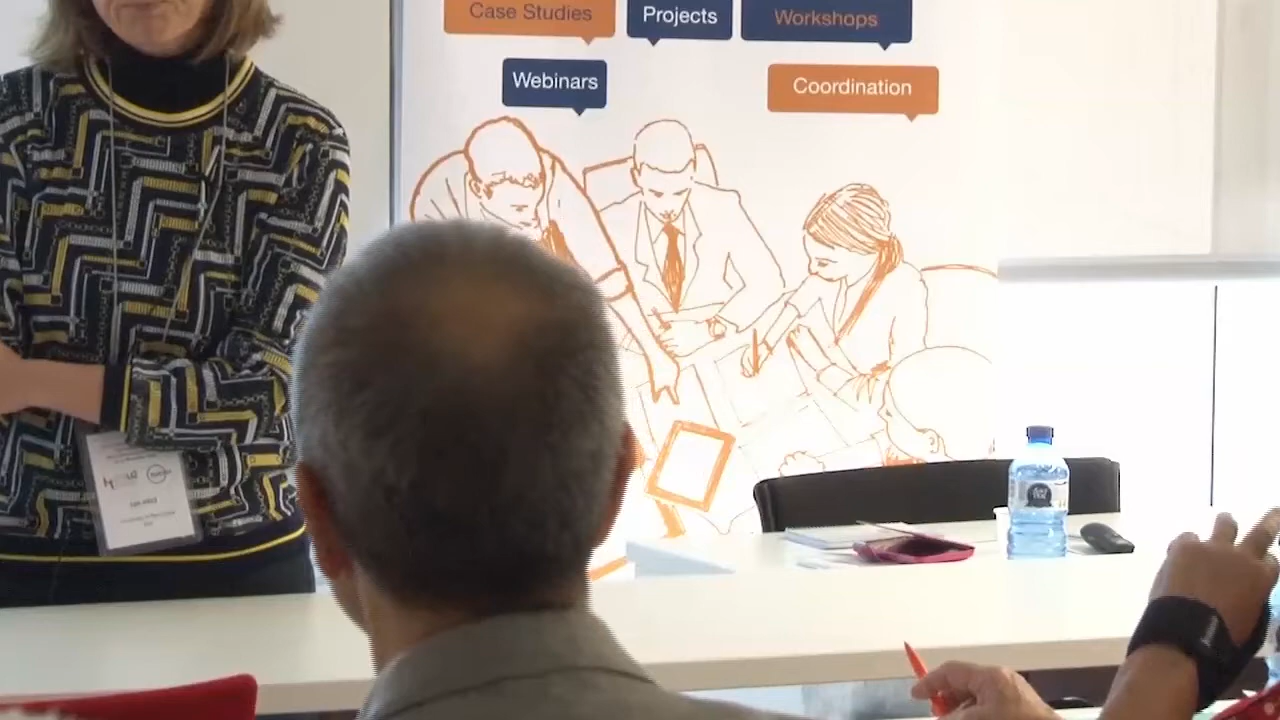 Case Studies
Projects
Workshops
Webinars
Coordination